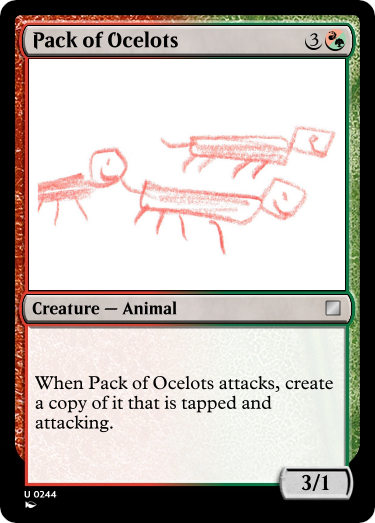 Pack of Ocelots 3
Creature — Animal
When Pack of Ocelots attacks, create
a copy of it that is tapped and
attacking.
3/1
U 0244